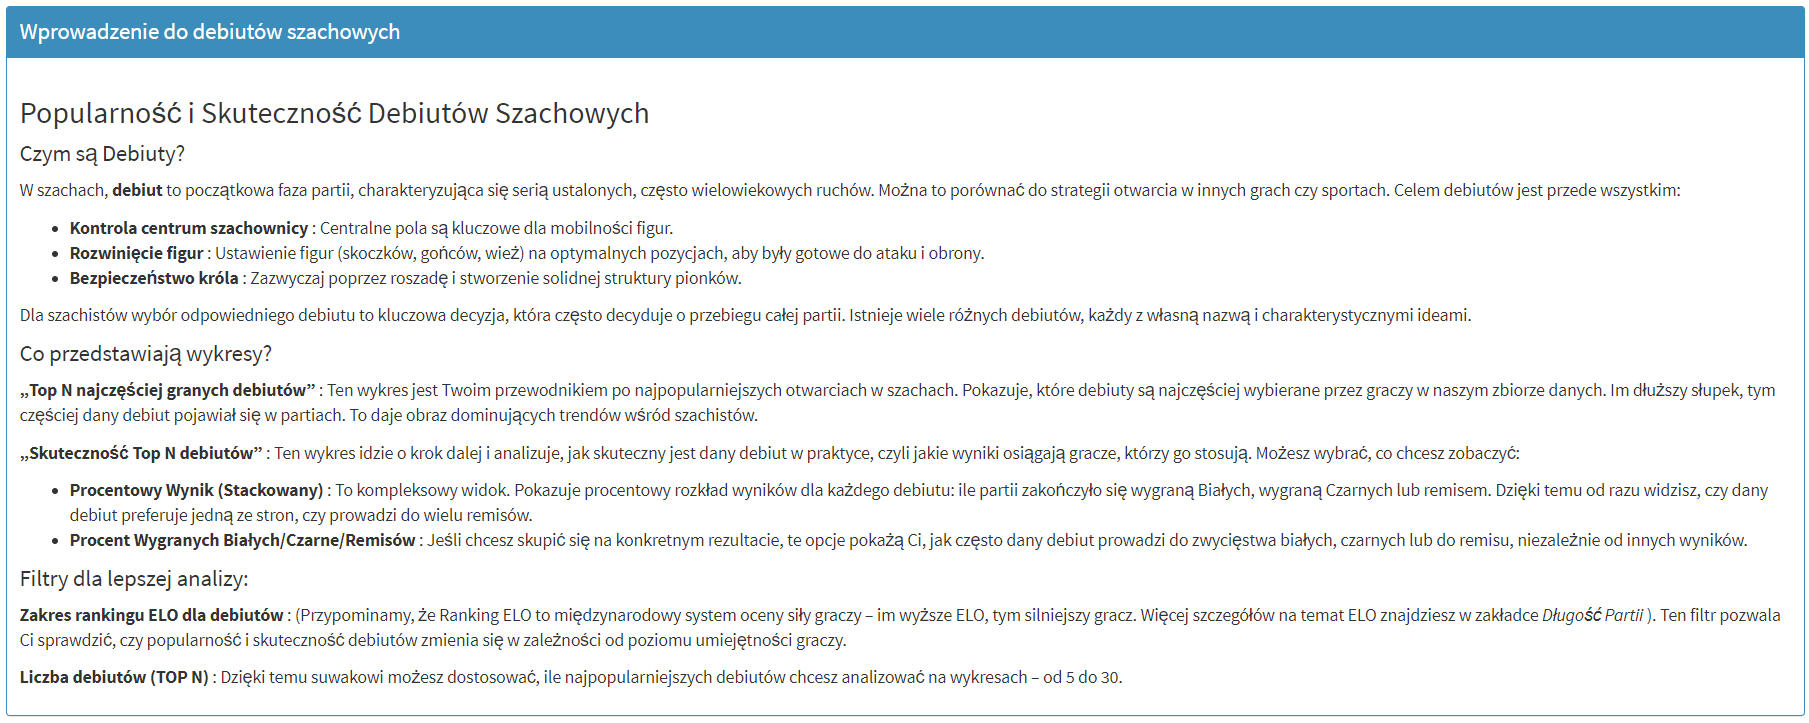 Wprowadzenie do debiutów szachowych
Popularność i Skuteczność Debiutów Szachowych
Czym są Debiuty?
W szachach, debiut to początkowa faza partii, charakteryzująca się serią ustalonych, często wielowiekowych ruchów. Można to porównać do strategii otwarcia w innych grach czy sportach. Celem debiutów jest przede wszystkim:
• Kontrola centrum szachownicy : Centralne pola są kluczowe dla mobilności figur.
• Rozwinięcie figur : Ustawienie figur (skoczków, gońców, wież) na optymalnych pozycjach, aby były gotowe do ataku i obrony.
• Bezpieczeństwo króla : Zazwyczaj poprzez roszadę i stworzenie solidnej struktury pionków.
Dla szachistów wybór odpowiedniego debiutu to kluczowa decyzja, która często decyduje o przebiegu całej partii. Istnieje wiele różnych debiutów, każdy z własną nazwą i charakterystycznymi ideami.
Co przedstawiają wykresy?
„Top N najczęściej granych debiutów” : Ten wykres jest Twoim przewodnikiem po najpopularniejszych otwarciach w szachach. Pokazuje, które debiuty są najczęściej wybierane przez graczy w naszym zbiorze danych. Im dłuższy słupek, tym
częściej dany debiut pojawiał się w partiach. To daje obraz dominujących trendów wśród szachistów.
„Skuteczność Top N debiutów” : Ten wykres idzie o krok dalej i analizuje, jak skuteczny jest dany debiut w praktyce, czyli jakie wyniki osiągają gracze, którzy go stosują. Możesz wybrać, co chcesz zobaczyć:
• Procentowy Wynik (Stackowany) : To kompleksowy widok. Pokazuje procentowy rozkład wyników dla każdego debiutu: ile partii zakończyło się wygraną Białych, wygraną Czarnych lub remisem. Dzięki temu od razu widzisz, czy dany
debiut preferuje jedną ze stron, czy prowadzi do wielu remisów.
• Procent Wygranych Białych/Czarne/Remisów : Jeśli chcesz skupić się na konkretnym rezultacie, te opcje pokażą Ci, jak często dany debiut prowadzi do zwycięstwa białych, czarnych lub do remisu, niezależnie od innych wyników.
Filtry dla lepszej analizy:
Zakres rankingu ELO dla debiutów : (Przypominamy, że Ranking ELO to międzynarodowy system oceny siły graczy – im wyższe ELO, tym silniejszy gracz. Więcej szczegółów na temat ELO znajdziesz w zakładce Długość Partii ). Ten filtr pozwala
Ci sprawdzić, czy popularność i skuteczność debiutów zmienia się w zależności od poziomu umiejętności graczy.
Liczba debiutów (TOP N) : Dzięki temu suwakowi możesz dostosować, ile najpopularniejszych debiutów chcesz analizować na wykresach – od 5 do 30.